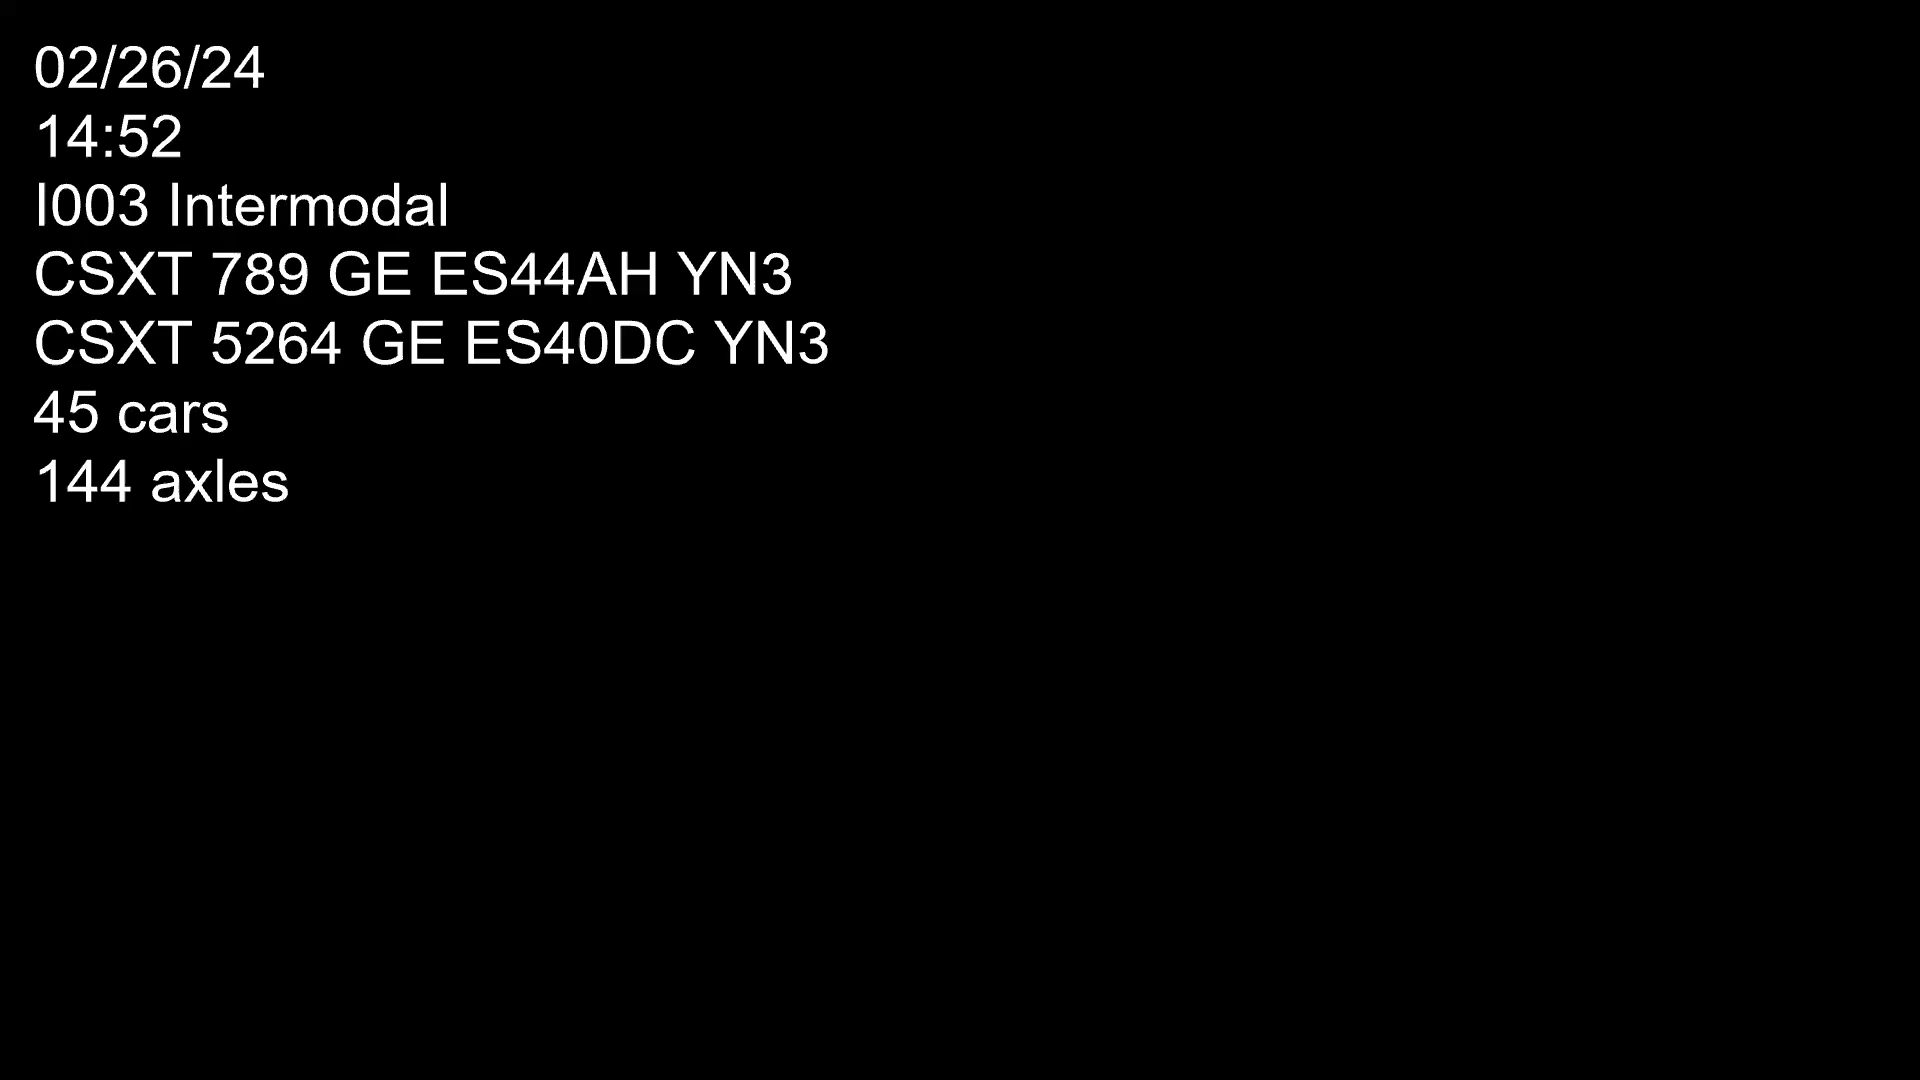 02/26/24
14:52
I003 Intermodal
CSXT 789 GE ES44AH YN3
CSXT 5264 GE ES40DC YN3
45 cars
144 axles